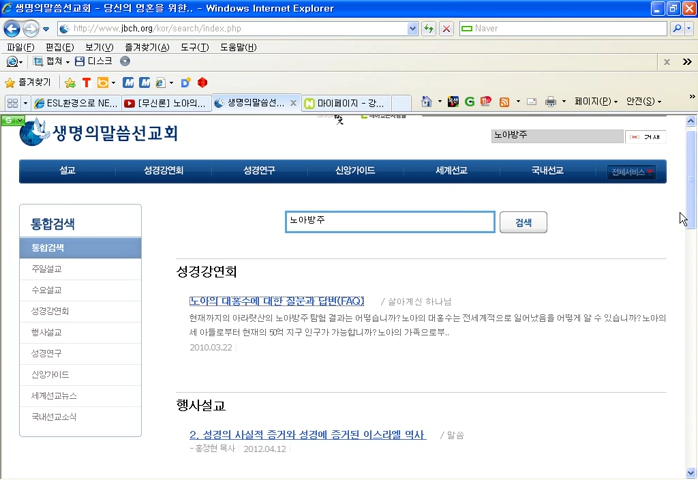 생명의말씀선교회 - 당신의 영혼을 위한.. - Windows Internet Explorer
http://www.jbch.org/kor/search/index.php
Naver
파일(F) 편집(E) 보기(V) 즐겨찾기(A) 도구(T) 도움말(H)
캡쳐 디스크
즐겨찾기
ESL환경으로 NE...
[무신론] 노아의...
생명의말씀선...
마이페이지 - 강...
페이지(P) 안전(S)
생명의말씀선교회
노아방주
검색
설교 성경강연회 성경연구 신앙가이드 세계선교 국내선교 전체서비스
통합검색
통합검색
주일설교
수요설교
성경강연회
행사설교
성경연구
신앙가이드
세계선교뉴스
국내선교소식
노아방주 검색
성경강연회
노아의 대홍수에 대한 질문과 답변(FAQ) / 살아계신 하나님
현재까지의 아라랏산의 노아방주 탐험 결과는 어떻습니까? 노아의 대홍수는 전세계적으로 일어났음을 어떻게 알 수 있습니까? 노아의
세 아들로부터 현재의 50억 지구 인구가 가능합니까? 노아의 가족으로부..
2010.03.22
행사설교
2. 성경의 사실적 증거와 성경에 증거된 이스라엘 역사 / 말씀
- 홍정현 목사 2012.04.12